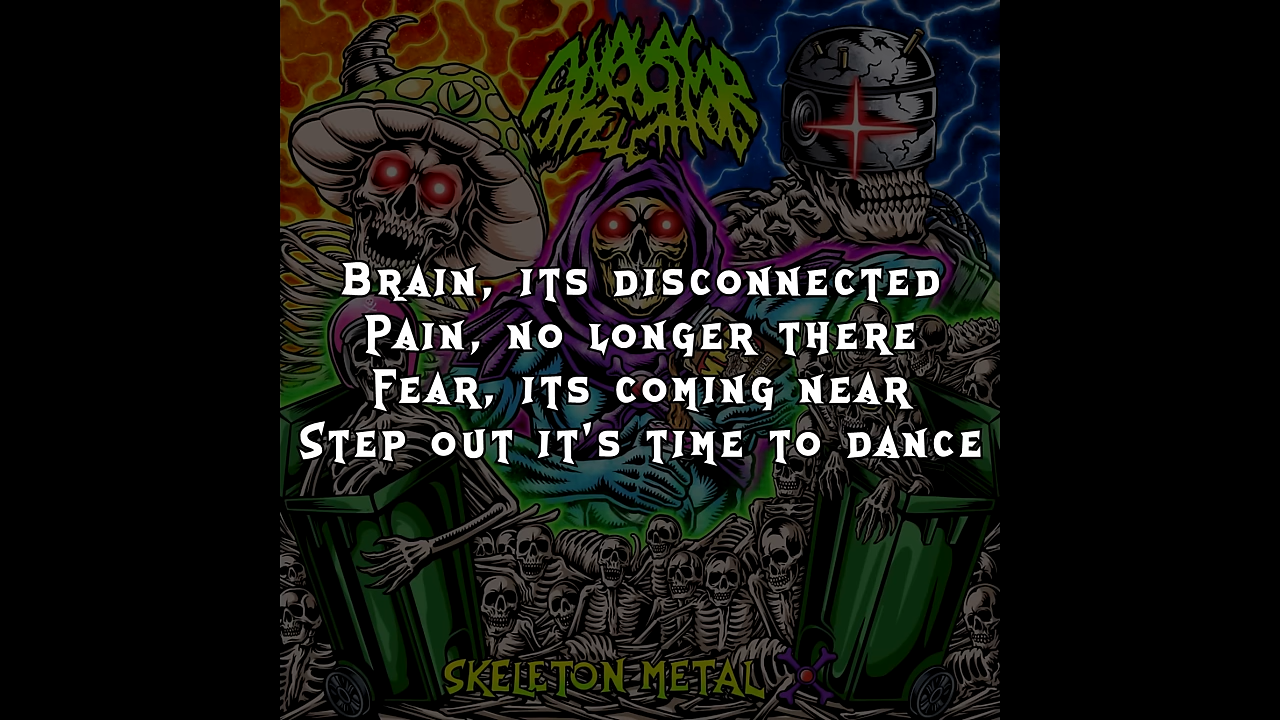 Brain, its disconnected
Pain, no longer there
Fear, its coming near
Step out it's time to dance
SKELETON METAL